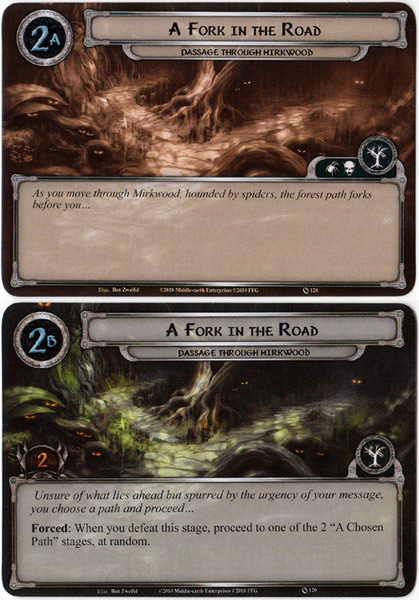 2A
A Fork in the Road
Passage Through Mirkwood
As you move through Mirkwood, hounded by spiders, the forest path forks
before you…
Illus. Ben Zweifel ©2010 Middle-earth Enterprises ©2010 FFG 120
2B
A Fork in the Road
Passage Through Mirkwood
2
Unsure of what lies ahead but spurred by the urgency of your message,
you choose a path and proceed…
Forced: When you defeat this stage, proceed to one of the 2 “A Chosen
Path” stages, at random.
Illus. Ben Zweifel ©2010 Middle-earth Enterprises ©2010 FFG 120